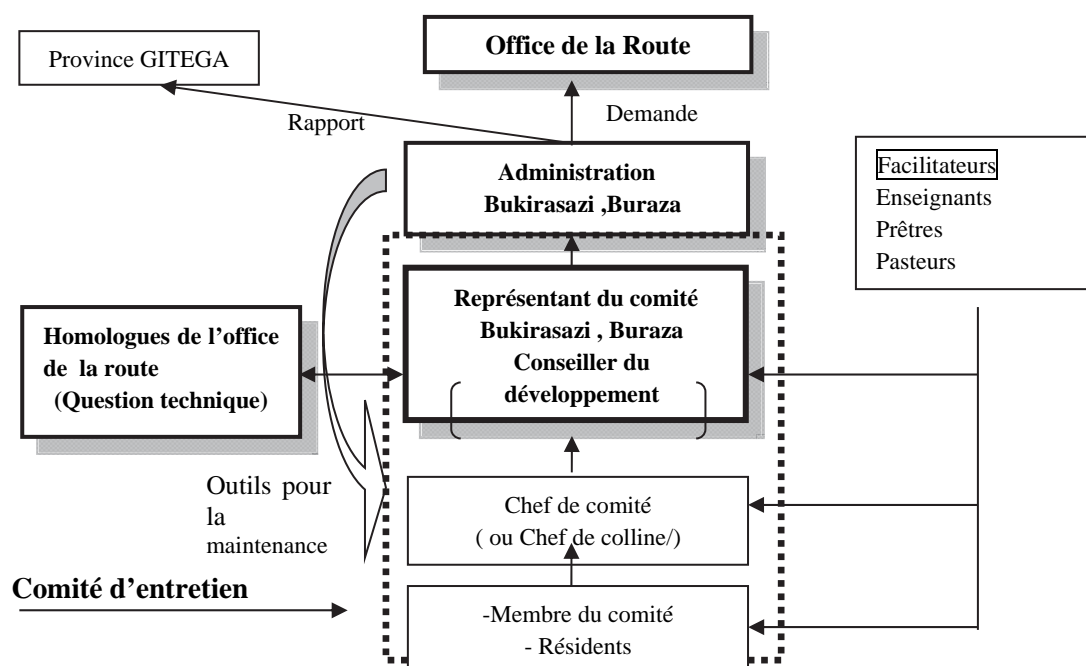 Office de la Route
Province GITEGA
Rapport
Demande
Administration
Bukirasazi ,Buraza
Facilitateurs
Enseignants
Prêtres
Pasteurs
Représentant du comité
Bukirasazi , Buraza
Conseiller du
développement
Homologues de l’office
de la route
(Question technique)
Outils pour
la
maintenance
Chef de comité
( ou Chef de colline/)
Comité d’entretien
-Membre du comité
- Résidents